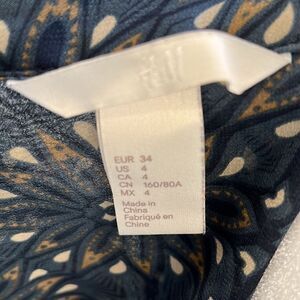 H&M
EUR 34
US 4
CA 4
CN 160/80A
MX 4
Made in
China
Fabriqué en
Chine